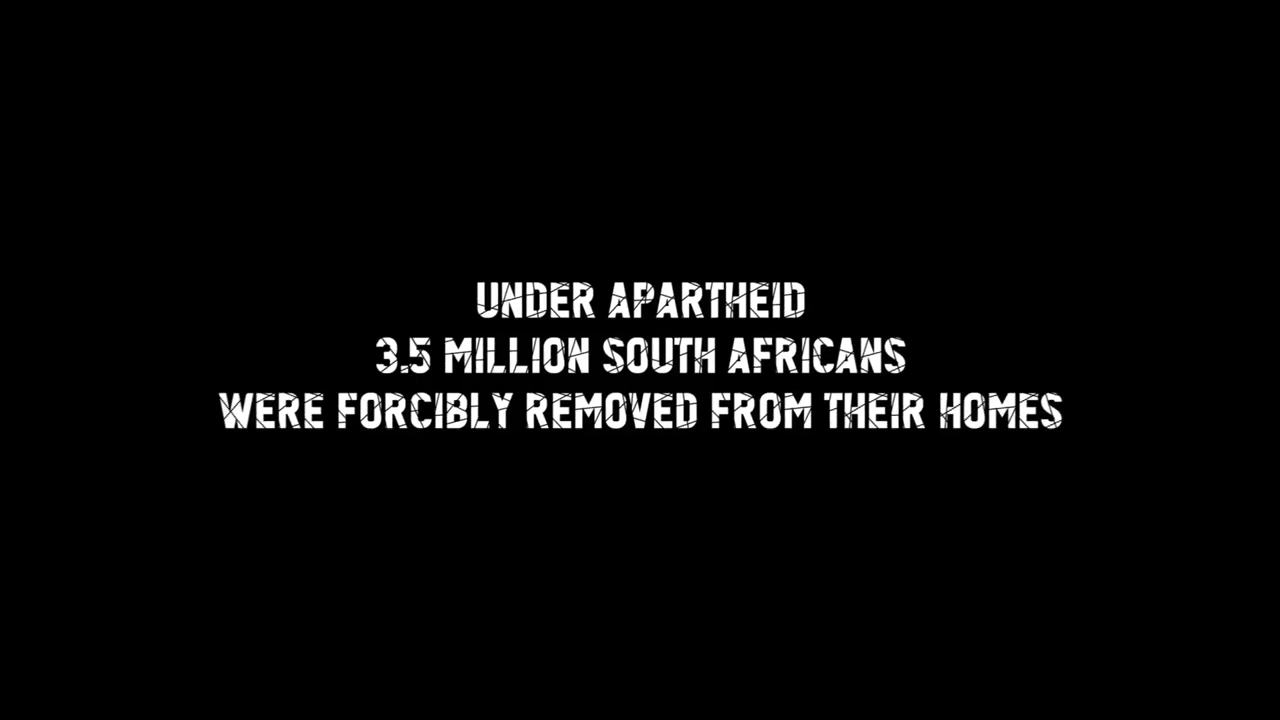 UNDER APARTHEID
3.5 MILLION SOUTH AFRICANS
WERE FORCIBLY REMOVED FROM THEIR HOMES